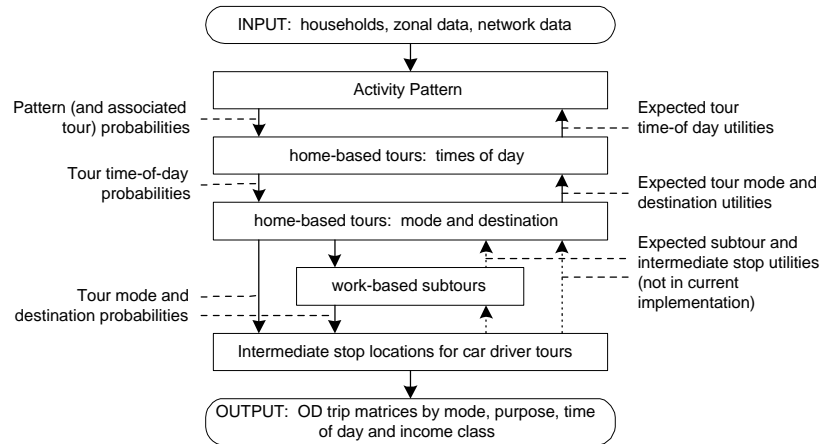 INPUT: households, zonal data, network data
Activity Pattern
Pattern (and associated
tour) probabilities
Expected tour
time-of day utilities
home-based tours: times of day
Tour time-of-day
probabilities
Expected tour mode and
destination utilities
home-based tours: mode and destination
Expected subtour and
intermediate stop utilities
(not in current
implementation)
work-based subtours
Tour mode and
destination probabilities
Intermediate stop locations for car driver tours
OUTPUT: OD trip matrices by mode, purpose, time
of day and income class